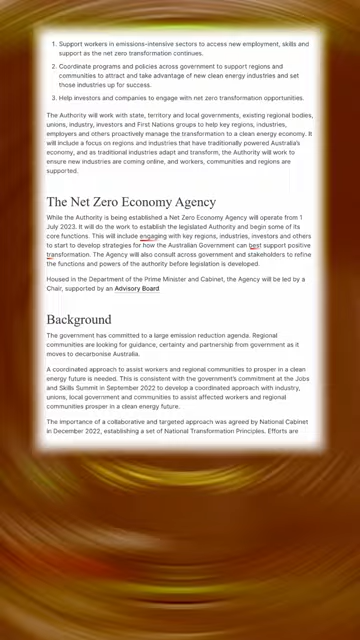 1. Support workers in emissions-intensive sectors to access new employment, skills and
support as the net zero transformation continues.
2. Coordinate programs and policies across government to support regions and
communities to attract and take advantage of new clean energy industries and set
those industries up for success.
3. Help investors and companies to engage with net zero transformation opportunities.
The Authority will work with state, territory and local governments, existing regional bodies,
unions, industry, investors and First Nations groups to help key regions, industries,
employers and others proactively manage the transformation to a clean energy economy. It
will include a focus on regions and industries that have traditionally powered Australia's
economy, and as traditional industries adapt and transform, the Authority will work to
ensure new industries are coming online, and workers, communities and regions are
supported.
The Net Zero Economy Agency
While the Authority is being established a Net Zero Economy Agency will operate from 1
July 2023. It will do the work to establish the legislated Authority and begin some of its
core functions. This will include engaging with key regions, industries, investors and others
to start to develop strategies for how the Australian Government can best support positive
transformation. The Agency will also consult across government and stakeholders to refine
the functions and powers of the authority before legislation is developed.
Housed in the Department of the Prime Minister and Cabinet, the Agency will be led by a
Chair, supported by an Advisory Board
Background
The government has committed to a large emission reduction agenda. Regional
communities are looking for guidance, certainty and partnership from government as it
moves to decarbonise Australia.
A coordinated approach to assist workers and regional communities to prosper in a clean
energy future is needed. This is consistent with the government's commitment at the Jobs
and Skills Summit in September 2022 to develop a coordinated approach with industry,
unions, local government and communities to assist affected workers and regional
communities prosper in a clean energy future.
The importance of a collaborative and targeted approach was agreed by National Cabinet
in December 2022, establishing a set of National Transformation Principles. Efforts are